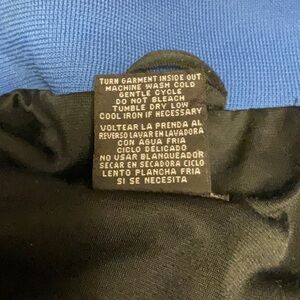 TURN GARMENT INSIDE OUT
MACHINE WASH COLD
GENTLE CYCLE
DO NOT BLEACH
TUMBLE DRY LOW
COOL IRON IF NECESSARY
VOLTEAR LA PRENDA AL
REVERSO LAVAR EN LAVADORA
CON AGUA FRIA
CICLO DELICADO
NO USAR BLANQUEADOR
SECAR EN SECADORA CICLO
LENTO PLANCHA FRIA
SI SE NECESITA